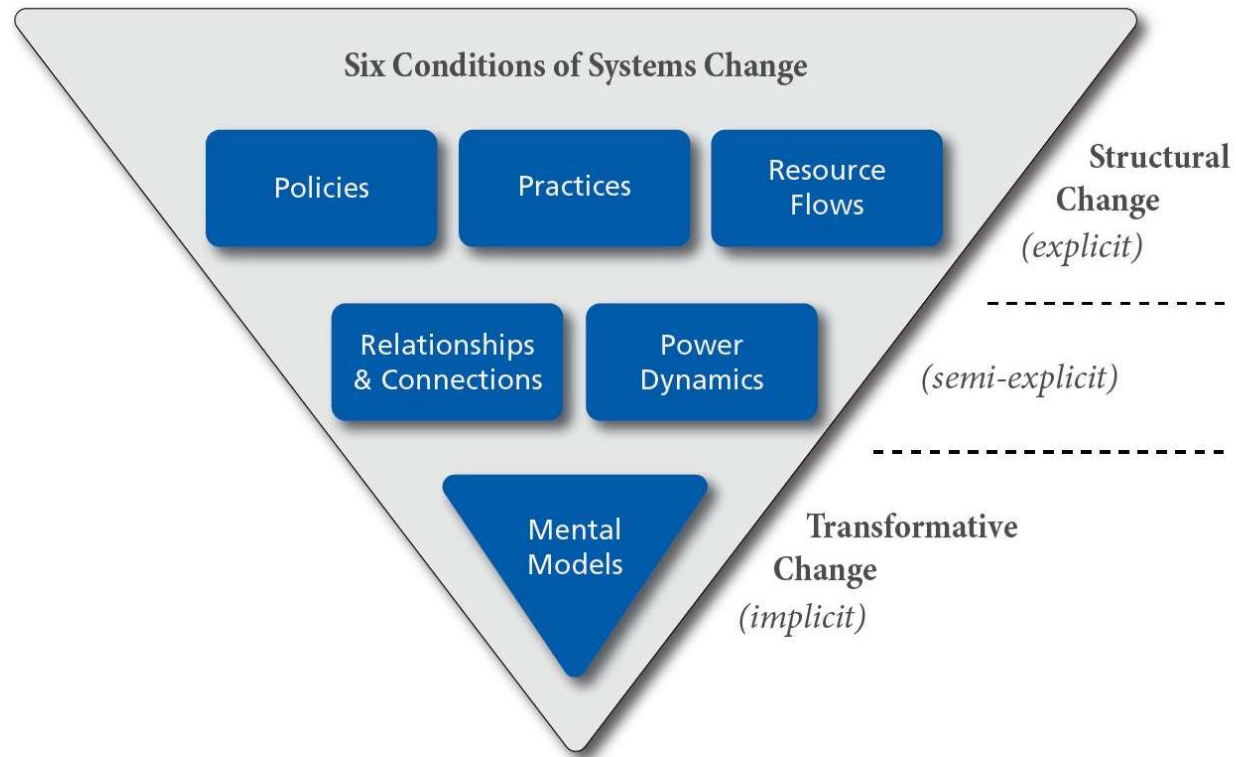 Six Conditions of Systems Change
Policies
Practices
Resource
Flows
Structural
Change
(explicit)
Relationships
& Connections
Power
Dynamics
(semi-explicit)
Mental
Models
Transformative
Change
(implicit)